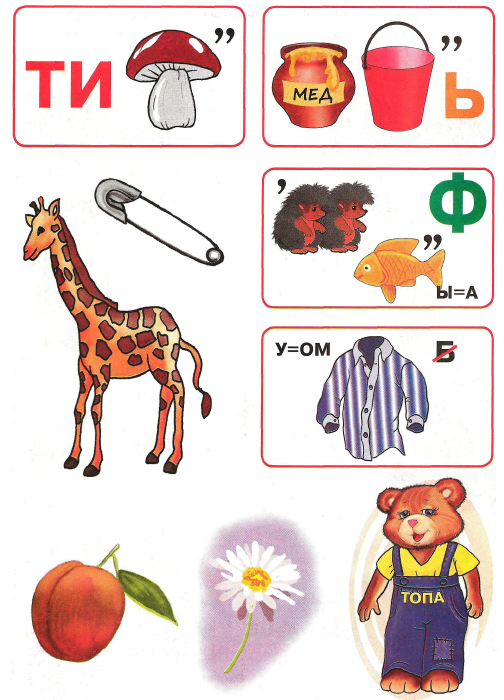 ТИ ,,
МЕД ,, Ь
, Ф
,,
Ы=А
У=ОМ Б
ТОПА